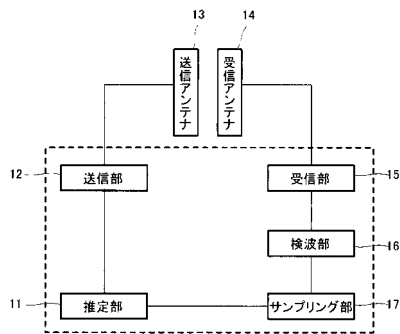 13
14
送信アンテナ
受信アンテナ
12
送信部
受信部
15
検波部
16
11
推定部
サンプリング部
17